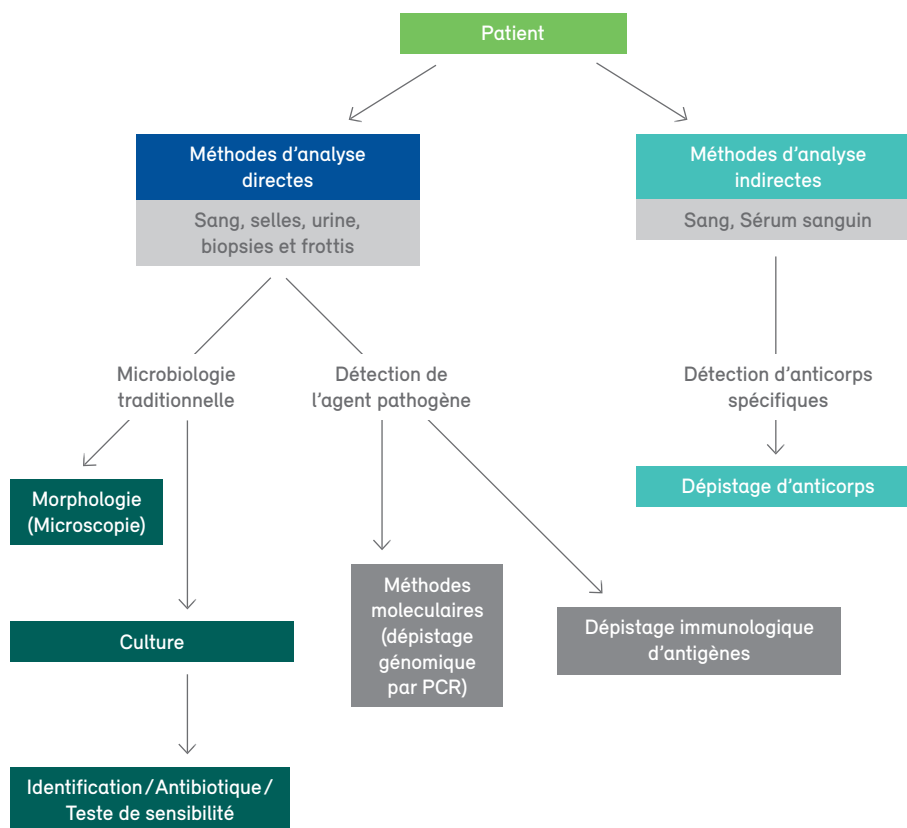 Patient
Méthodes d'analyse
directes
Sang, selles, urine,
biopsies et frottis
Méthodes d'analyse
indirectes
Sang, Sérum sanguin
Microbiologie
traditionnelle
Détection de
l'agent pathogène
Détection d'anticorps
spécifiques
Morphologie
(Microscopie)
Dépistage d'anticorps
Culture
Méthodes
moleculaires
(dépistage
génomique
par PCR)
Dépistage immunologique
d'antigènes
Identification / Antibiotique /
Teste de sensibilité